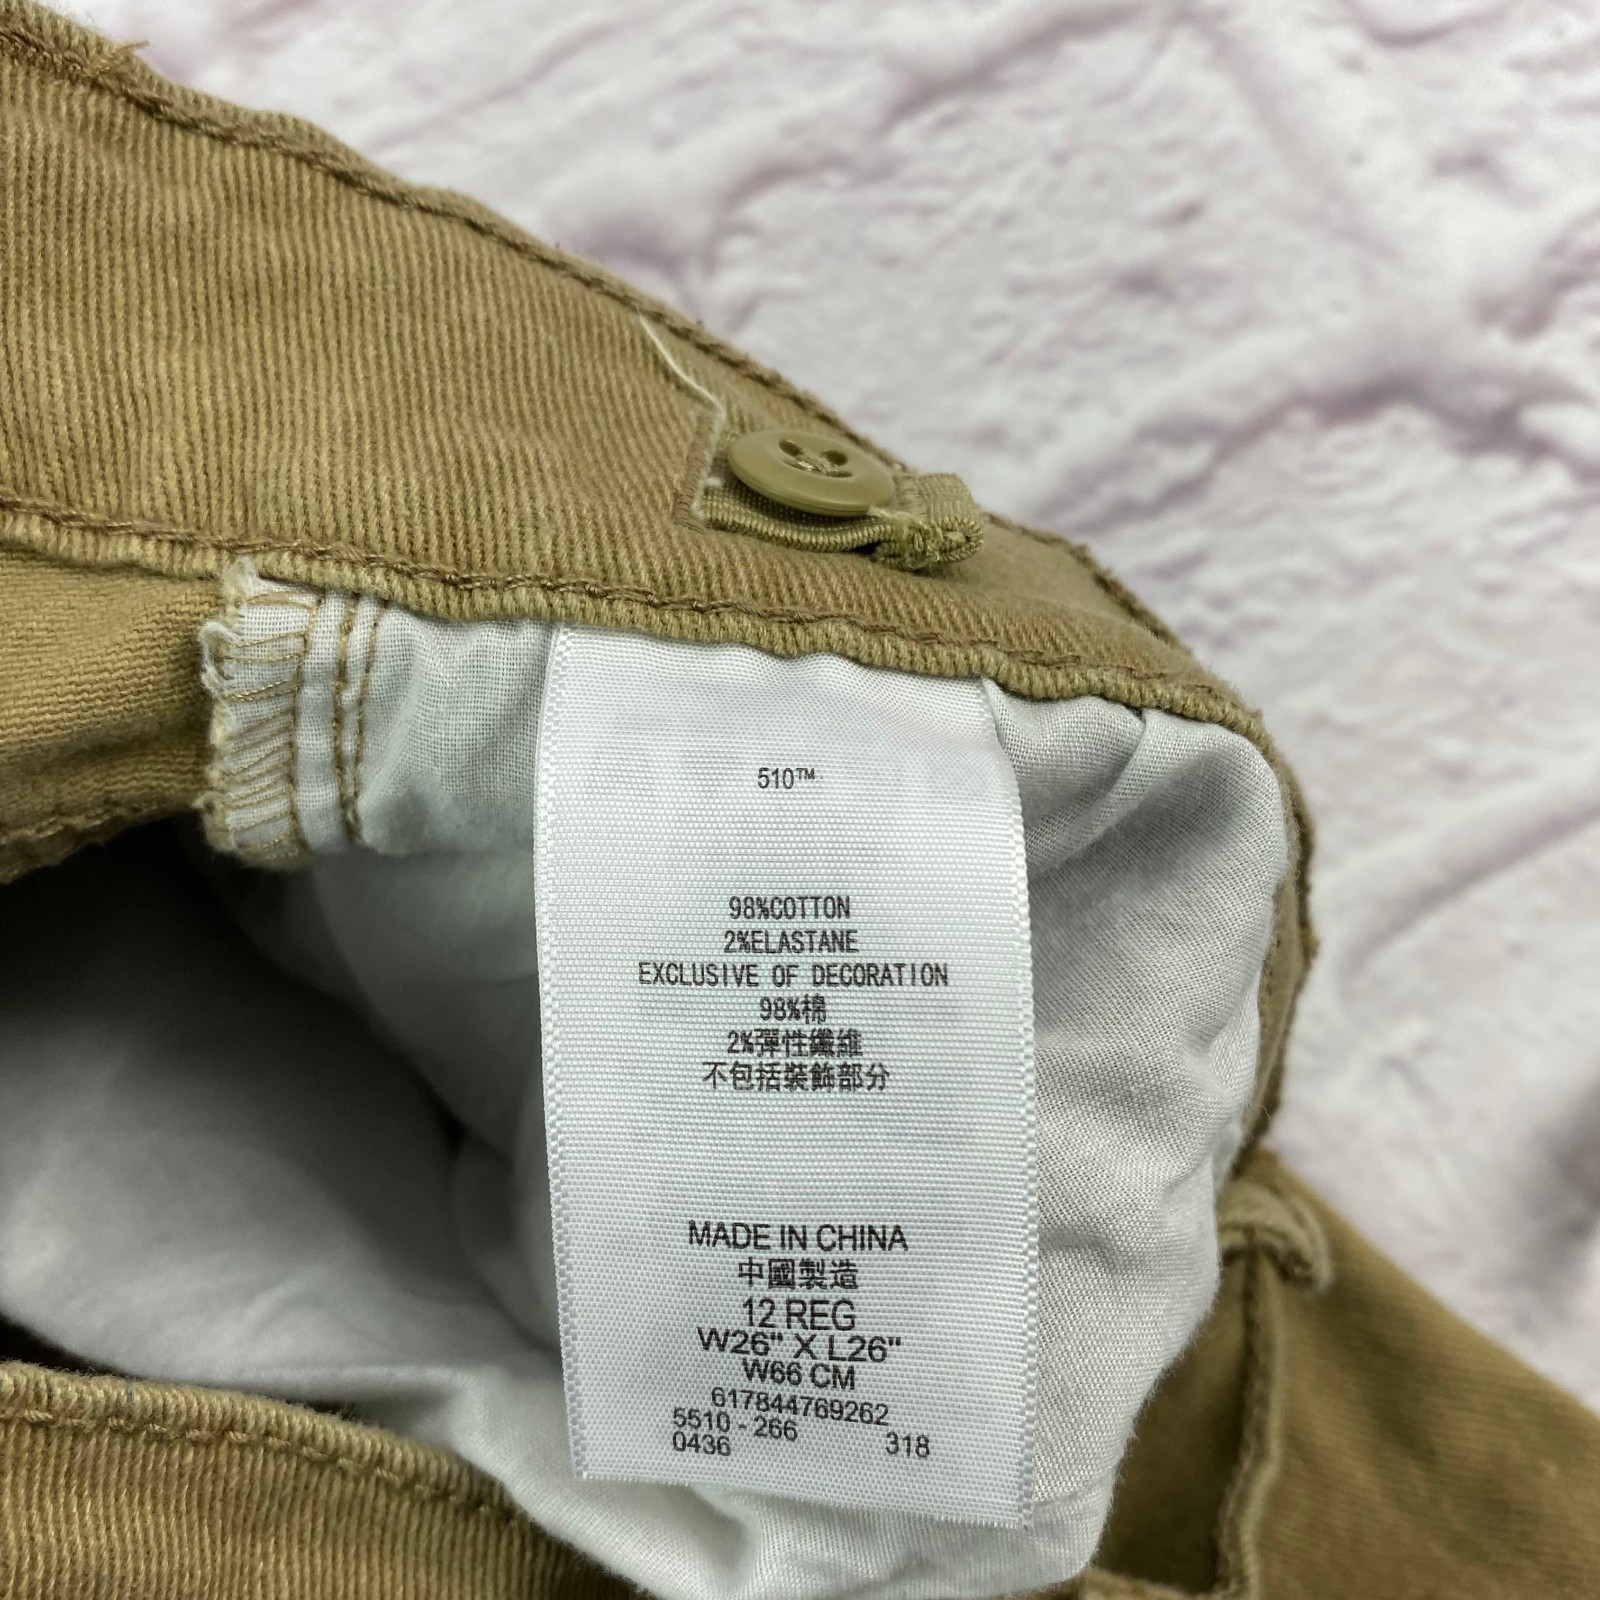 510™
98%COTTON
2%ELASTANE
EXCLUSIVE OF DECORATION
98%棉
2%彈性纖維
不包括裝飾部分
MADE IN CHINA
中國製造
12 REG
W26" X L26"
W66 CM
617844769262
5510 - 266
0436 318